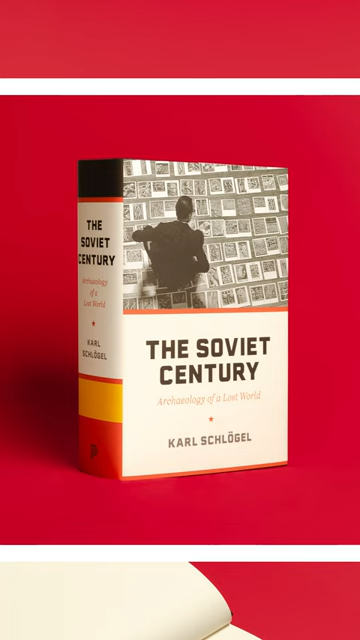 THE
SOVIET
CENTURY
Archaeology
of a
Lost World
KARL
SCHLÖGEL
THE SOVIET
CENTURY
Archaeology of a Lost World
KARL SCHLÖGEL